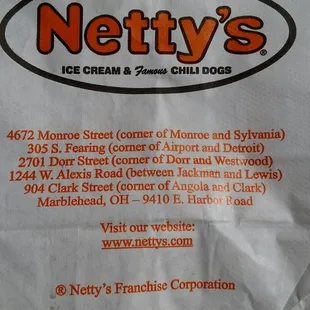 Netty's®
ICE CREAM & Famous CHILI DOGS
4672 Monroe Street (corner of Monroe and Sylvania)
305 S. Fearing (corner of Airport and Detroit)
2701 Dorr Street (corner of Dorr and Westwood)
1244 W. Alexis Road (between Jackman and Lewis)
904 Clark Street (corner of Angola and Clark)
Marblehead, OH – 9410 E. Harbor Road
Visit our website:
www.nettys.com
® Netty's Franchise Corporation